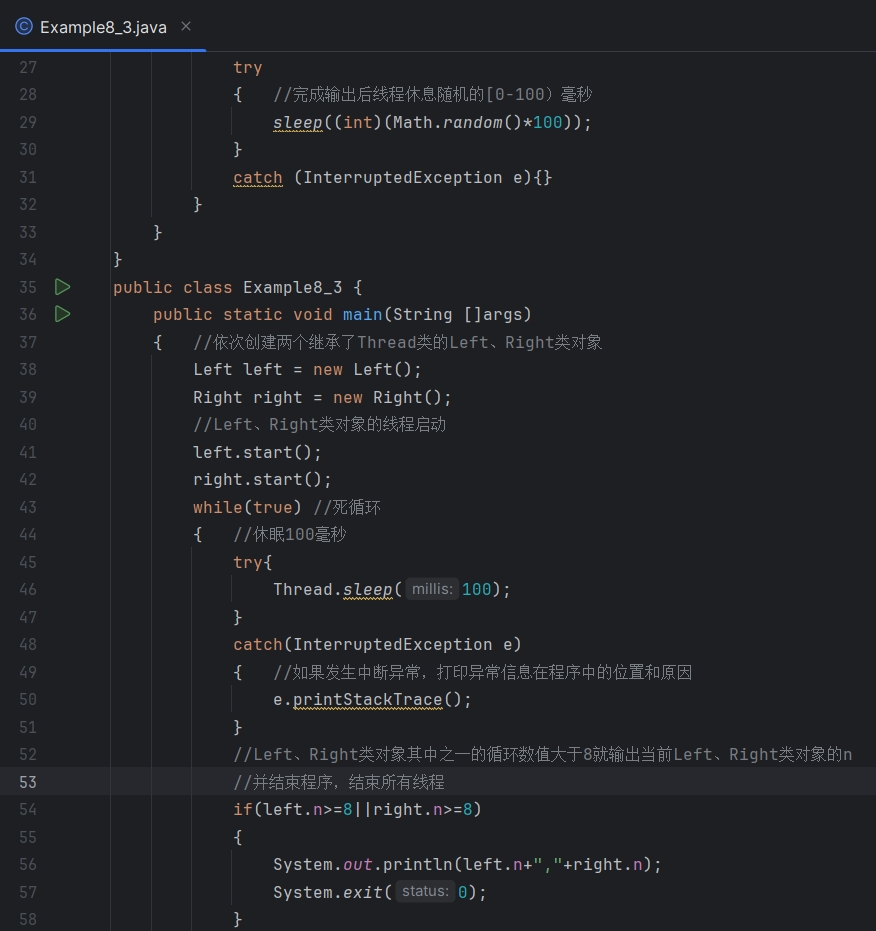 Example8_3.java
27 try
28 { //完成输出后线程休息随机的[0-100）毫秒
29 sleep((int)(Math.random()*100));
30 }
31 catch (InterruptedException e){}
32 }
33 }
34 }
35 public class Example8_3 {
36 public static void main(String []args)
37 { //依次创建两个继承了Thread类的Left、Right类对象
38 Left left = new Left();
39 Right right = new Right();
40 //Left、Right类对象的线程启动
41 left.start();
42 right.start();
43 while(true) //死循环
44 { //休眠100毫秒
45 try{
46 Thread.sleep( millis: 100);
47 }
48 catch(InterruptedException e)
49 { //如果发生中断异常，打印异常信息在程序中的位置和原因
50 e.printStackTrace();
51 }
52 //Left、Right类对象其中之一的循环数值大于8就输出当前Left、Right类对象的n
53 //并结束程序，结束所有线程
54 if(left.n>=8||right.n>=8)
55 {
56 System.out.println(left.n+","+right.n);
57 System.exit( status: 0);
58 }